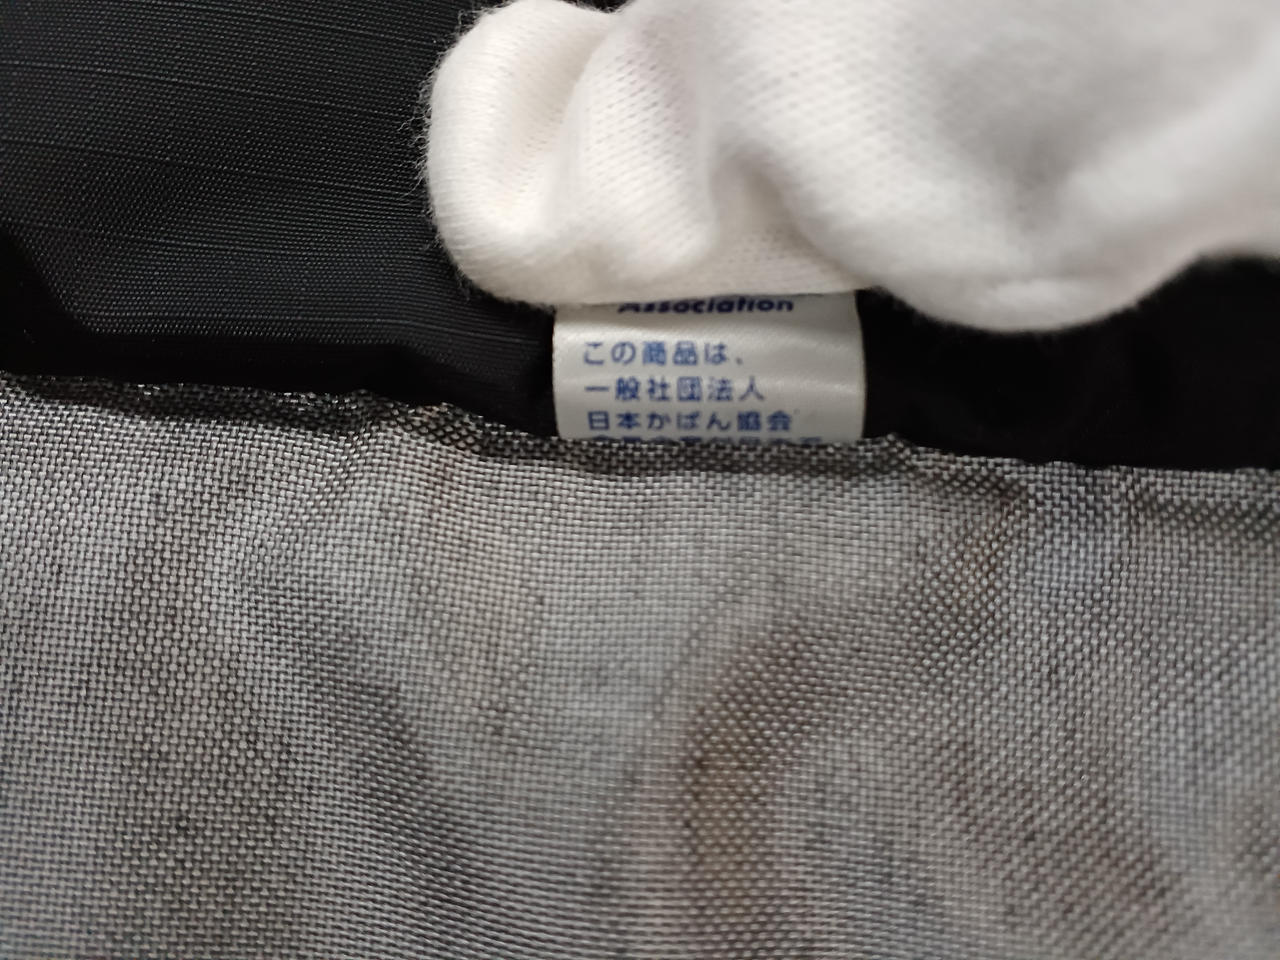 Association
この商品は、
一般社団法人
日本かばん協会